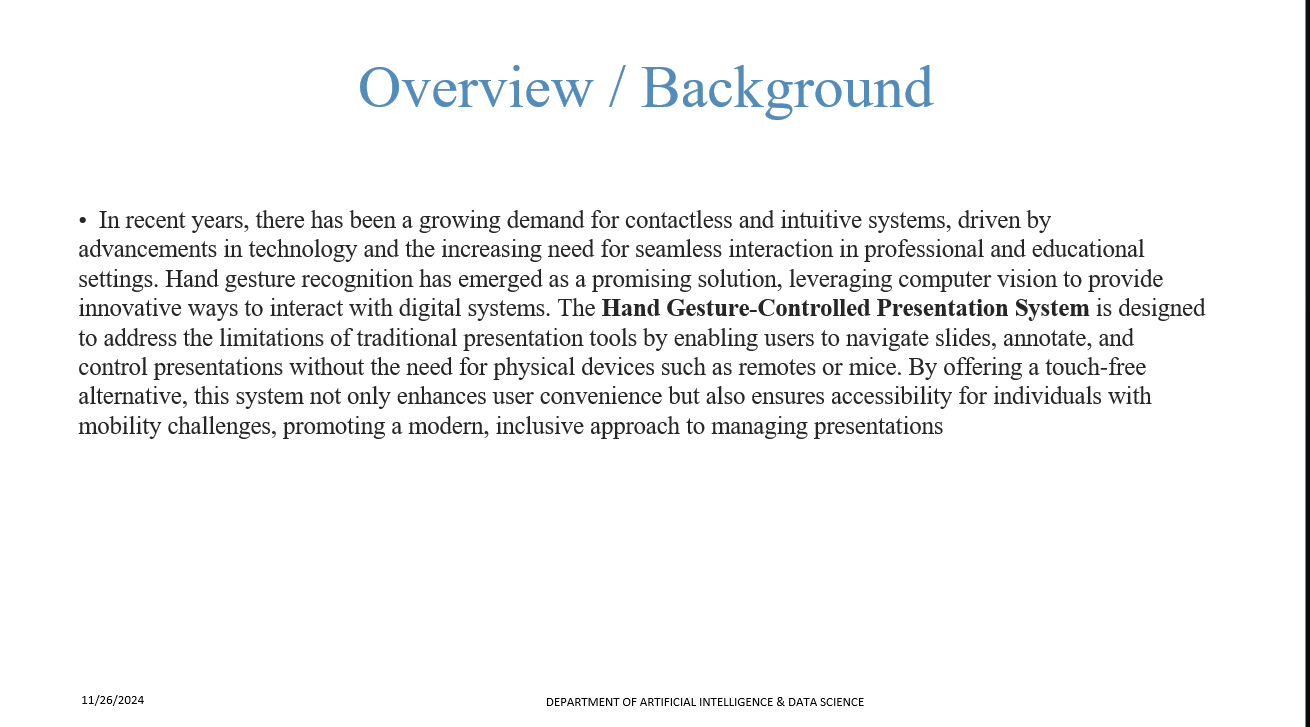 Overview / Background
• In recent years, there has been a growing demand for contactless and intuitive systems, driven by
advancements in technology and the increasing need for seamless interaction in professional and educational
settings. Hand gesture recognition has emerged as a promising solution, leveraging computer vision to provide
innovative ways to interact with digital systems. The Hand Gesture-Controlled Presentation System is designed
to address the limitations of traditional presentation tools by enabling users to navigate slides, annotate, and
control presentations without the need for physical devices such as remotes or mice. By offering a touch-free
alternative, this system not only enhances user convenience but also ensures accessibility for individuals with
mobility challenges, promoting a modern, inclusive approach to managing presentations
11/26/2024
DEPARTMENT OF ARTIFICIAL INTELLIGENCE & DATA SCIENCE